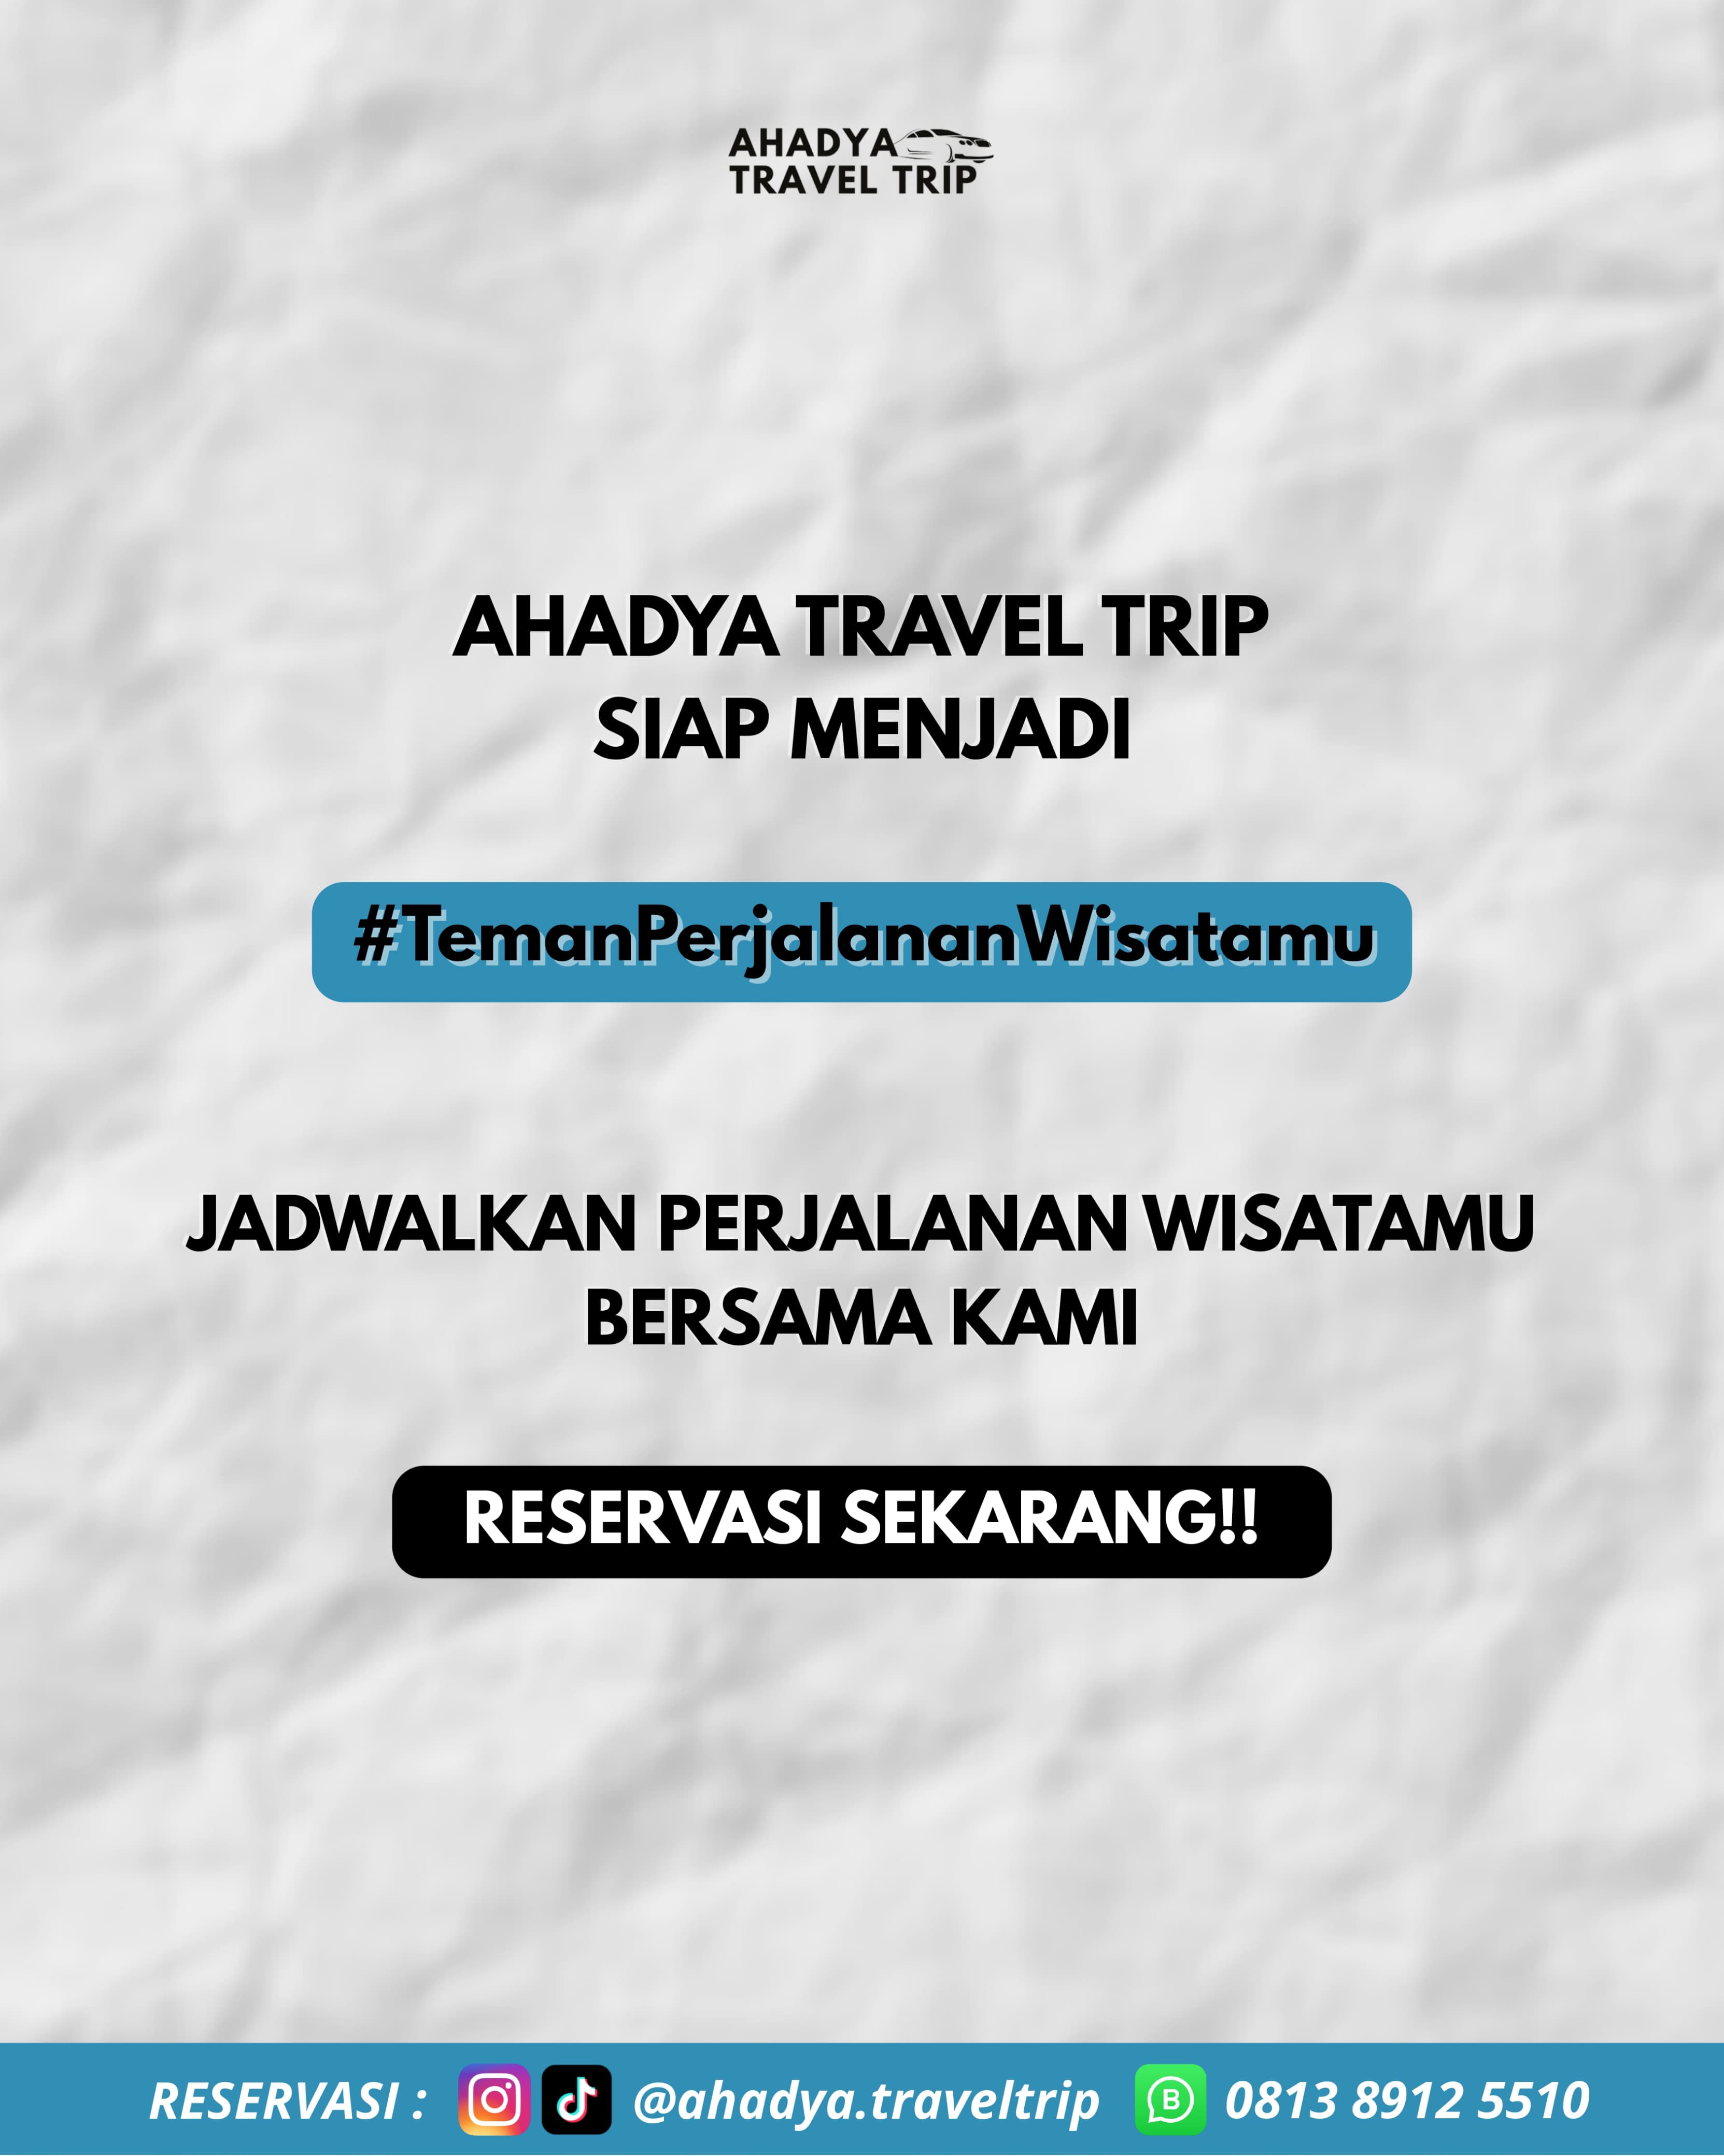 AHADYA
TRAVEL TRIP
AHADYA TRAVEL TRIP
SIAP MENJADI
#TemanPerjalananWisatamu
JADWALKAN PERJALANAN WISATAMU
BERSAMA KAMI
RESERVASI SEKARANG!!
RESERVASI : @ahadya.traveltrip B 0813 8912 5510